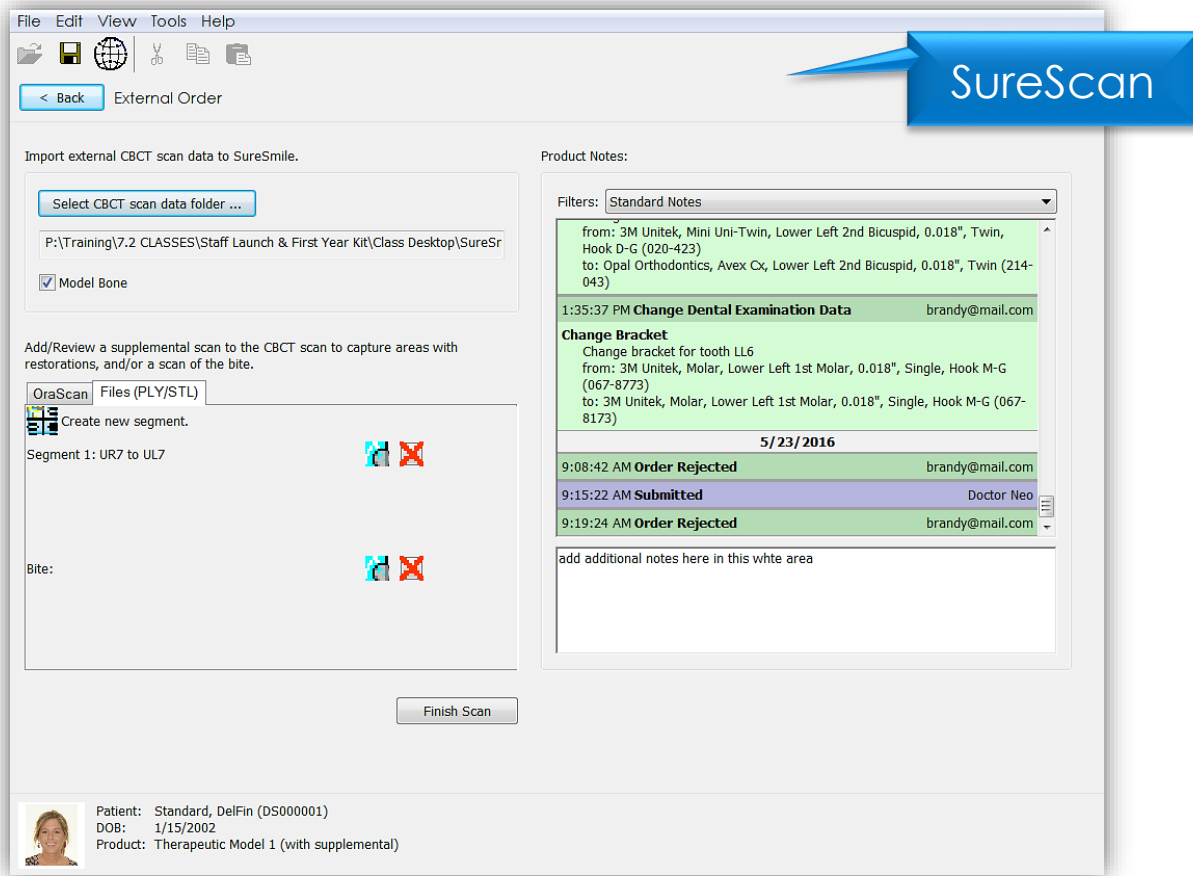 File Edit View Tools Help
SureScan
< Back External Order
Import external CBCT scan data to SureSmile.
Select CBCT scan data folder ...
P:\Training\7.2 CLASSES\Staff Launch & First Year Kit\Class Desktop\SureSr
Model Bone
Add/Review a supplemental scan to the CBCT scan to capture areas with
restorations, and/or a scan of the bite.
OraScan Files (PLY/STL)
Create new segment.
Segment 1: UR7 to UL7
Bite:
Finish Scan
Product Notes:
Filters: Standard Notes
from: 3M Unitek, Mini Uni-Twin, Lower Left 2nd Bicuspid, 0.018", Twin,
Hook D-G (020-423)
to: Opal Orthodontics, Avex Cx, Lower Left 2nd Bicuspid, 0.018", Twin (214-
043)
1:35:37 PM Change Dental Examination Data brandy@mail.com
Change Bracket
Change bracket for tooth LL6
from: 3M Unitek, Molar, Lower Left 1st Molar, 0.018", Single, Hook M-G
(067-8773)
to: 3M Unitek, Molar, Lower Left 1st Molar, 0.018", Single, Hook M-G (067-
8173)
5/23/2016
9:08:42 AM Order Rejected brandy@mail.com
9:15:22 AM Submitted Doctor Neo
9:19:24 AM Order Rejected brandy@mail.com
add additional notes here in this whte area
Patient: Standard, DelFin (DS000001)
DOB: 1/15/2002
Product: Therapeutic Model 1 (with supplemental)